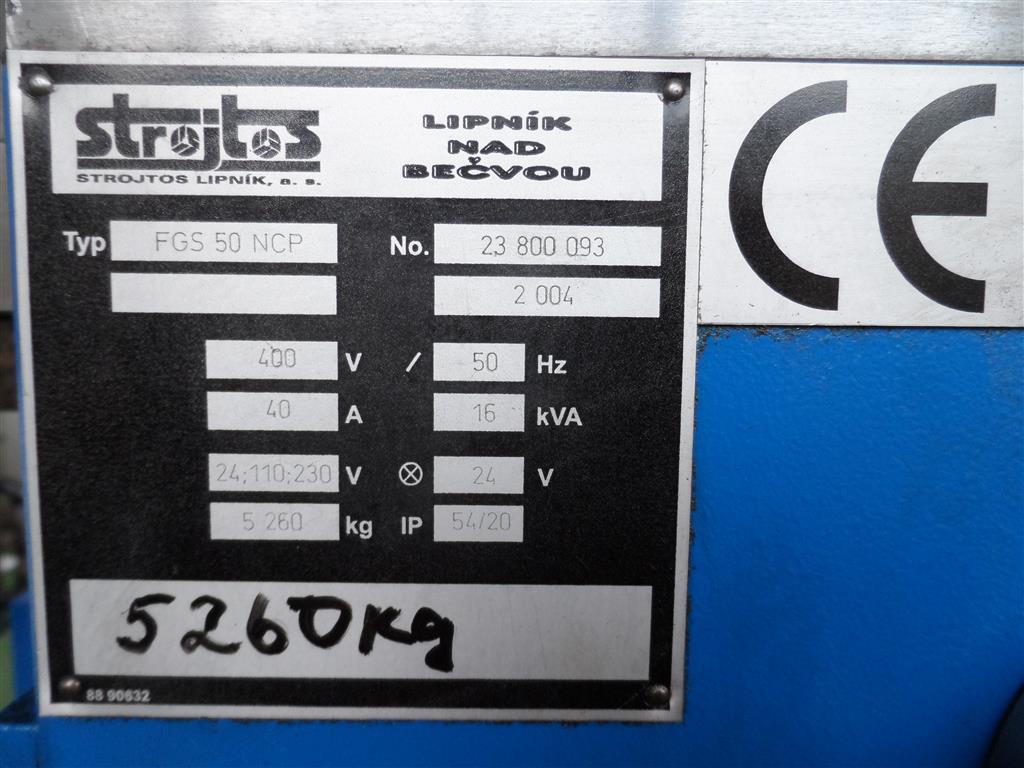 strojtos
STROJTOS LIPNÍK, a. s.
LIPNÍK
NAD
BEČVOU
CE
Typ FGS 50 NCP No. 23 800 093
2 004
400 V / 50 Hz
40 A 16 kVA
24;110;230 V 24 V
5 260 kg IP 54/20
5260kg
88 90632